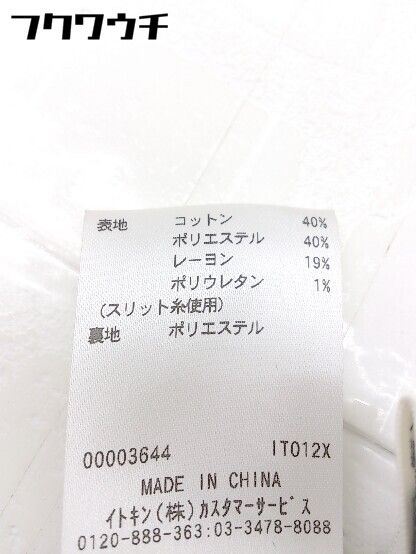 フクワウチ
表地 コットン 40%
ポリエステル 40%
レーヨン 19%
ポリウレタン 1%
(スリット糸使用)
裏地 ポリエステル
00003644 IT012X
MADE IN CHINA
イトキン(株)カスタマーサービス
0120-888-363:03-3478-8088